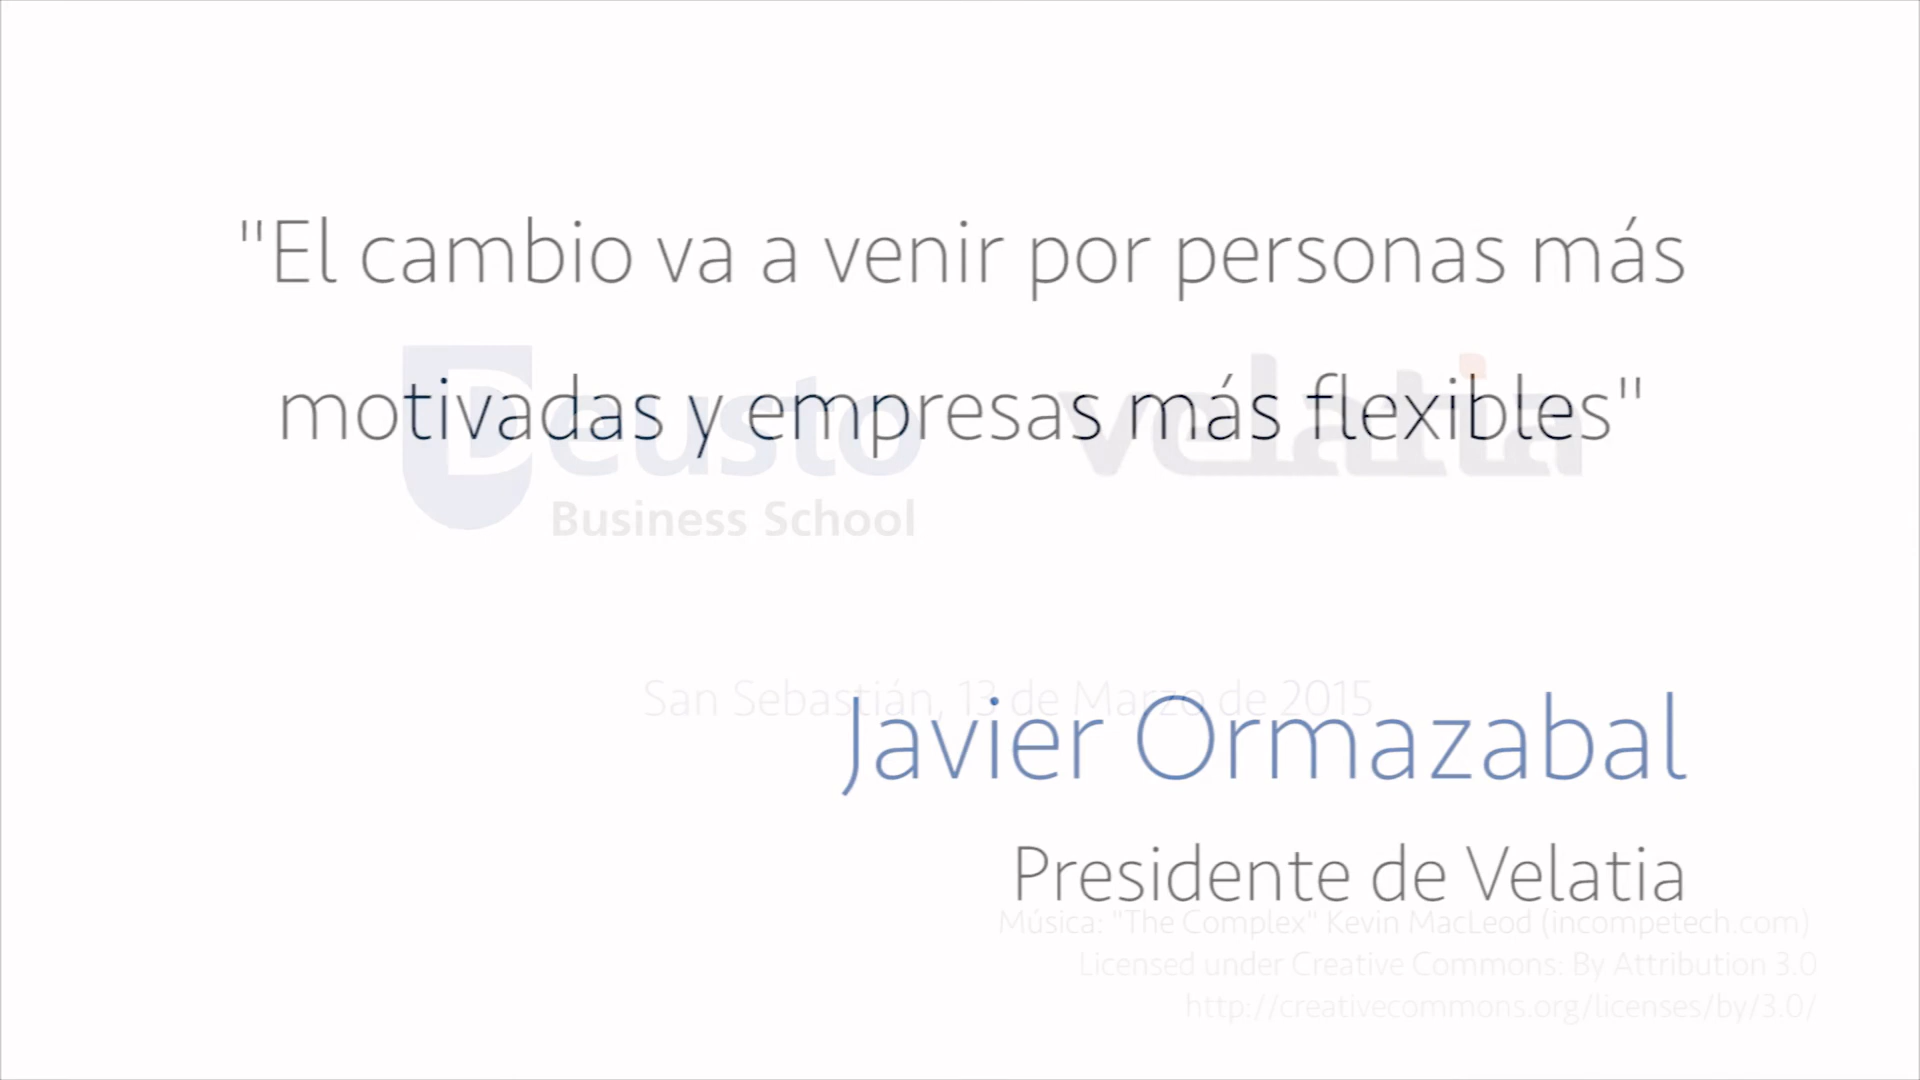 "El cambio va a venir por personas más
motivadas y empresas más flexibles"
Deusto
Business School
velatia
San Sebastián, 13 de Marzo de 2015
Javier Ormazabal
Presidente de Velatia
Música: "The Complex" Kevin MacLeod (incompetech.com)
Licensed under Creative Commons: By Attribution 3.0
http://creativecommons.org/licenses/by/3.0/